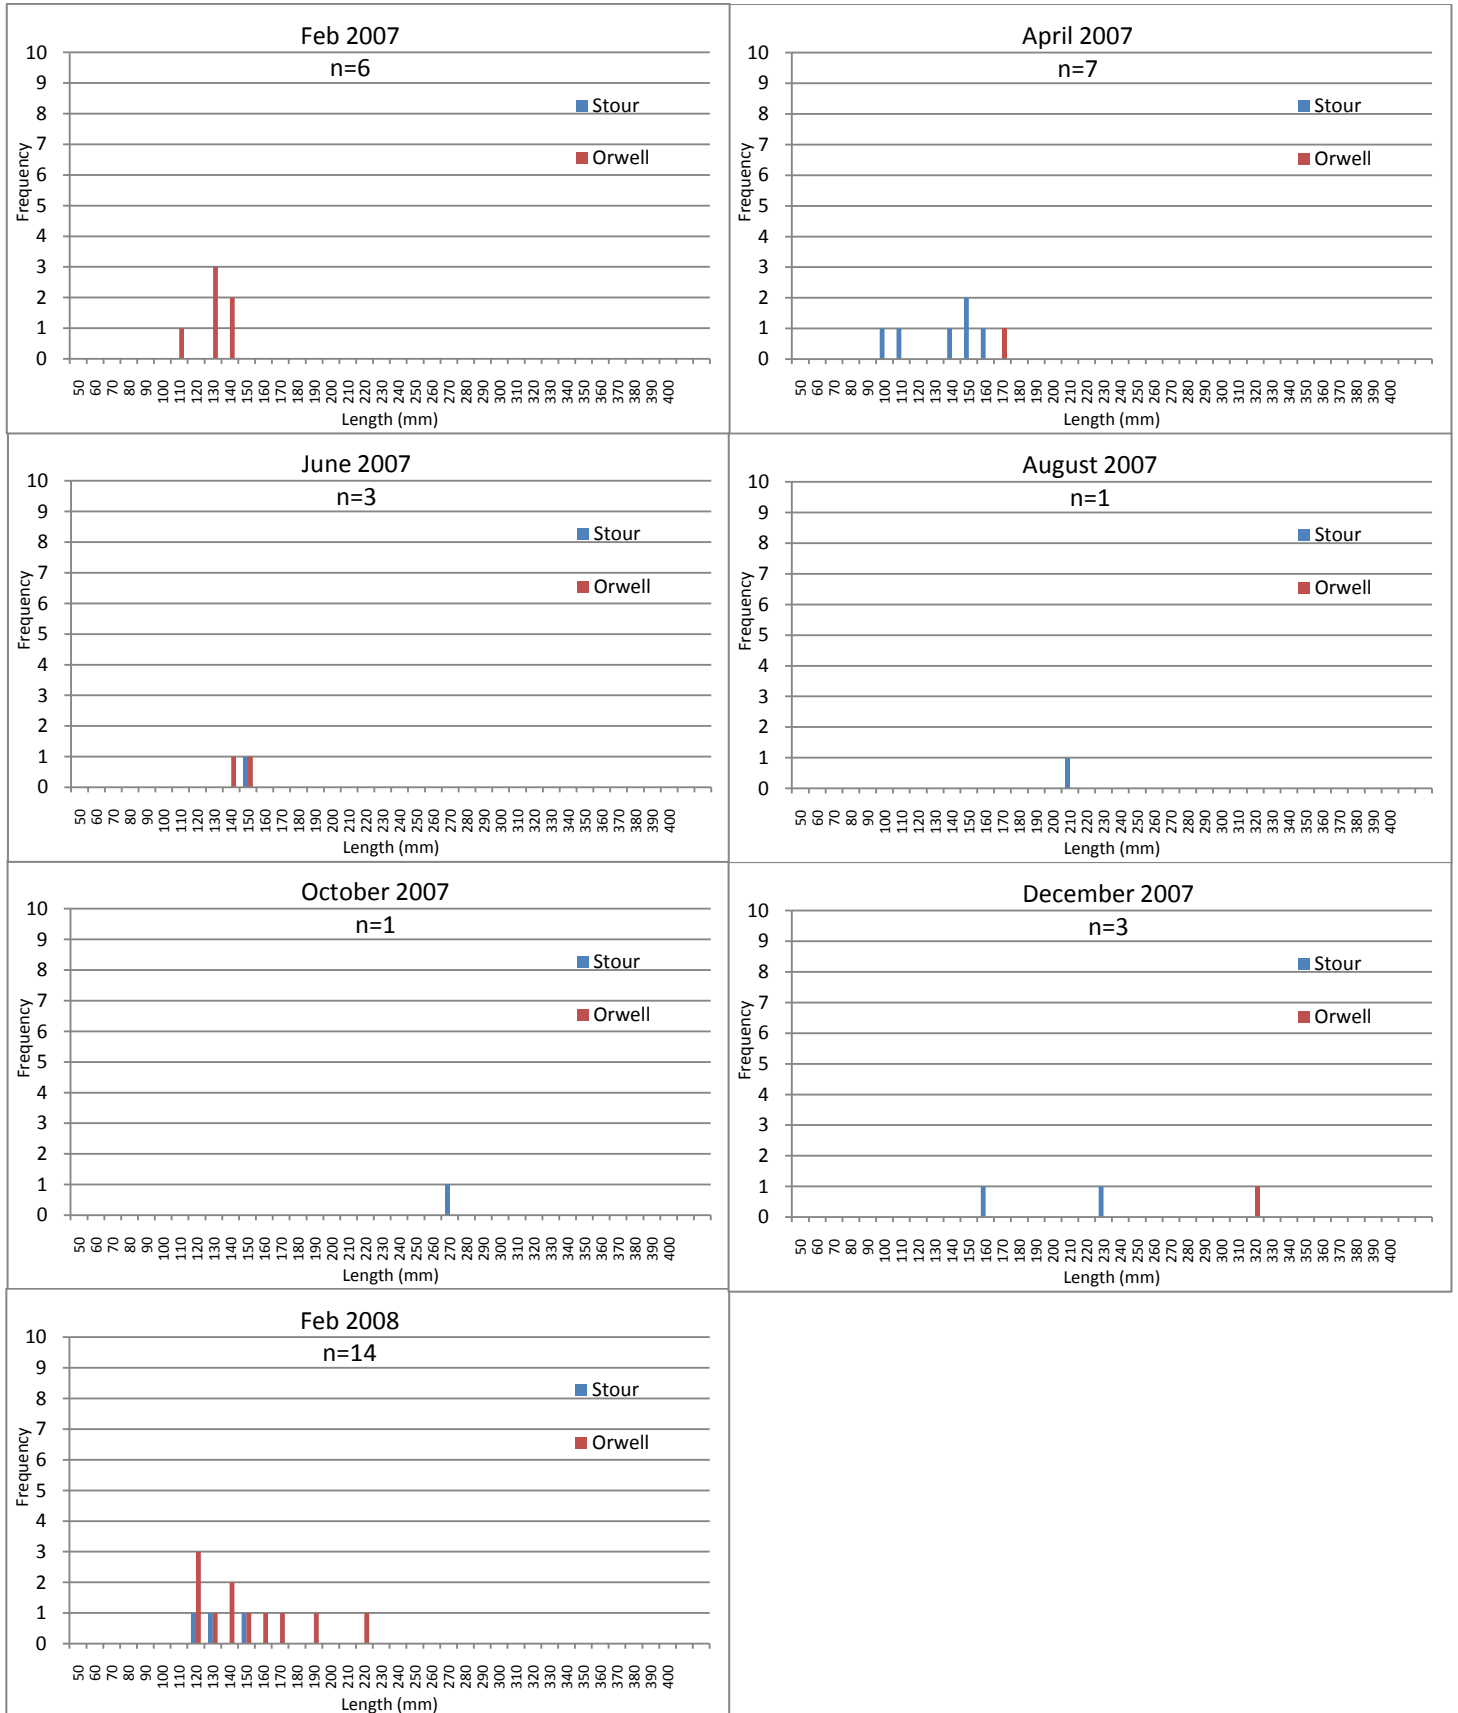 Feb 2007
n=6
10
9
8
7
6
5
4
3
2
1
0
Frequency
Stour
Orwell
50 60 70 80 90 100 110 120 130 140 150 160 170 180 190 200 210 220 230 240 250 260 270 280 290 300 310 320 330 340 350 360 370 380 390 400
Length (mm)
April 2007
n=7
10
9
8
7
6
5
4
3
2
1
0
Frequency
Stour
Orwell
50 60 70 80 90 100 110 120 130 140 150 160 170 180 190 200 210 220 230 240 250 260 270 280 290 300 310 320 330 340 350 360 370 380 390 400
Length (mm)
June 2007
n=3
10
9
8
7
6
5
4
3
2
1
0
Frequency
Stour
Orwell
50 60 70 80 90 100 110 120 130 140 150 160 170 180 190 200 210 220 230 240 250 260 270 280 290 300 310 320 330 340 350 360 370 380 390 400
Length (mm)
August 2007
n=1
10
9
8
7
6
5
4
3
2
1
0
Frequency
Stour
Orwell
50 60 70 80 90 100 110 120 130 140 150 160 170 180 190 200 210 220 230 240 250 260 270 280 290 300 310 320 330 340 350 360 370 380 390 400
Length (mm)
October 2007
n=1
10
9
8
7
6
5
4
3
2
1
0
Frequency
Stour
Orwell
50 60 70 80 90 100 110 120 130 140 150 160 170 180 190 200 210 220 230 240 250 260 270 280 290 300 310 320 330 340 350 360 370 380 390 400
Length (mm)
December 2007
n=3
10
9
8
7
6
5
4
3
2
1
0
Frequency
Stour
Orwell
50 60 70 80 90 100 110 120 130 140 150 160 170 180 190 200 210 220 230 240 250 260 270 280 290 300 310 320 330 340 350 360 370 380 390 400
Length (mm)
Feb 2008
n=14
10
9
8
7
6
5
4
3
2
1
0
Frequency
Stour
Orwell
50 60 70 80 90 100 110 120 130 140 150 160 170 180 190 200 210 220 230 240 250 260 270 280 290 300 310 320 330 340 350 360 370 380 390 400
Length (mm)